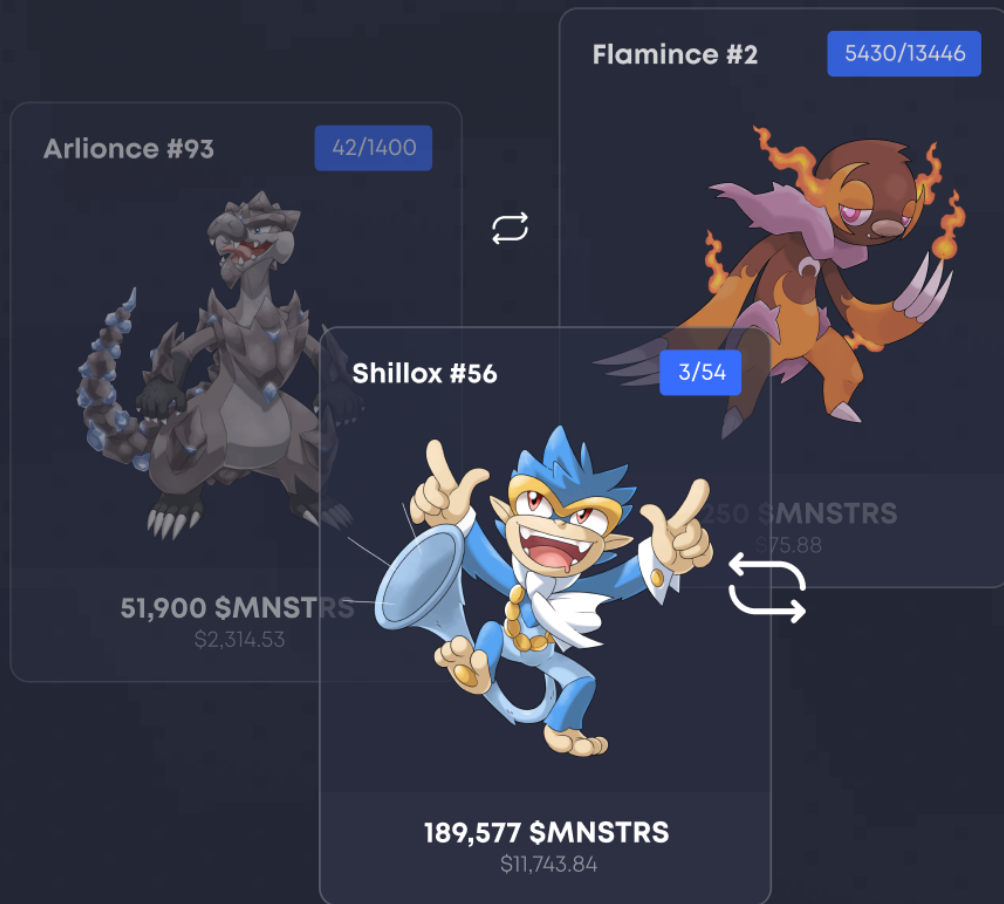 Flamince #2
5430/13446
Arlionce #93
42/1400
Shillox #56
3/54
250 $MNSTRS
$75.88
51,900 $MNSTRS
$2,314.53
189,577 $MNSTRS
$11,743.84